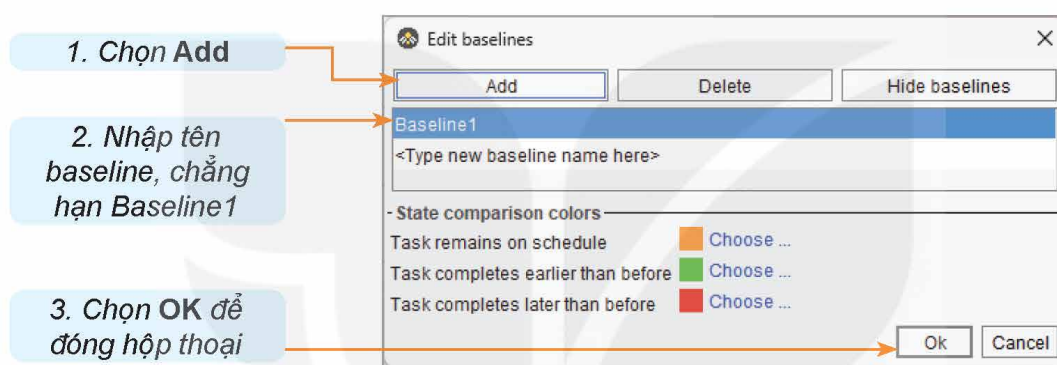 1. Chọn Add
2. Nhập tên
baseline, chẳng
hạn Baseline1
3. Chọn OK để
đóng hộp thoại
Edit baselines
Add Delete Hide baselines
Baseline1
<Type new baseline name here>
State comparison colors
Task remains on schedule Choose ...
Task completes earlier than before Choose ...
Task completes later than before Choose ...
Ok Cancel